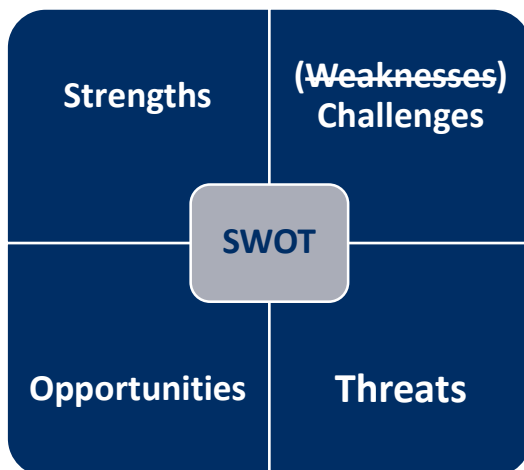 Strengths
(Weaknesses)
Challenges
SWOT
Opportunities
Threats